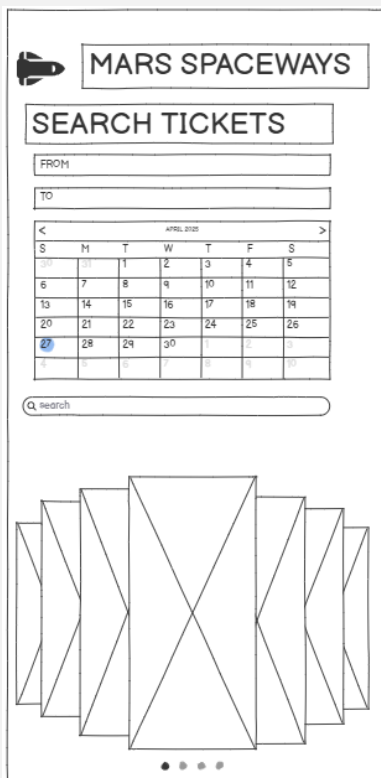 MARS SPACEWAYS
SEARCH TICKETS
FROM
TO
< APRIL 2025 >
S M T W T F S
30 31 1 2 3 4 5
6 7 8 9 10 11 12
13 14 15 16 17 18 19
20 21 22 23 24 25 26
27 28 29 30 1 2 3
4 5 6 7 8 9 10
search